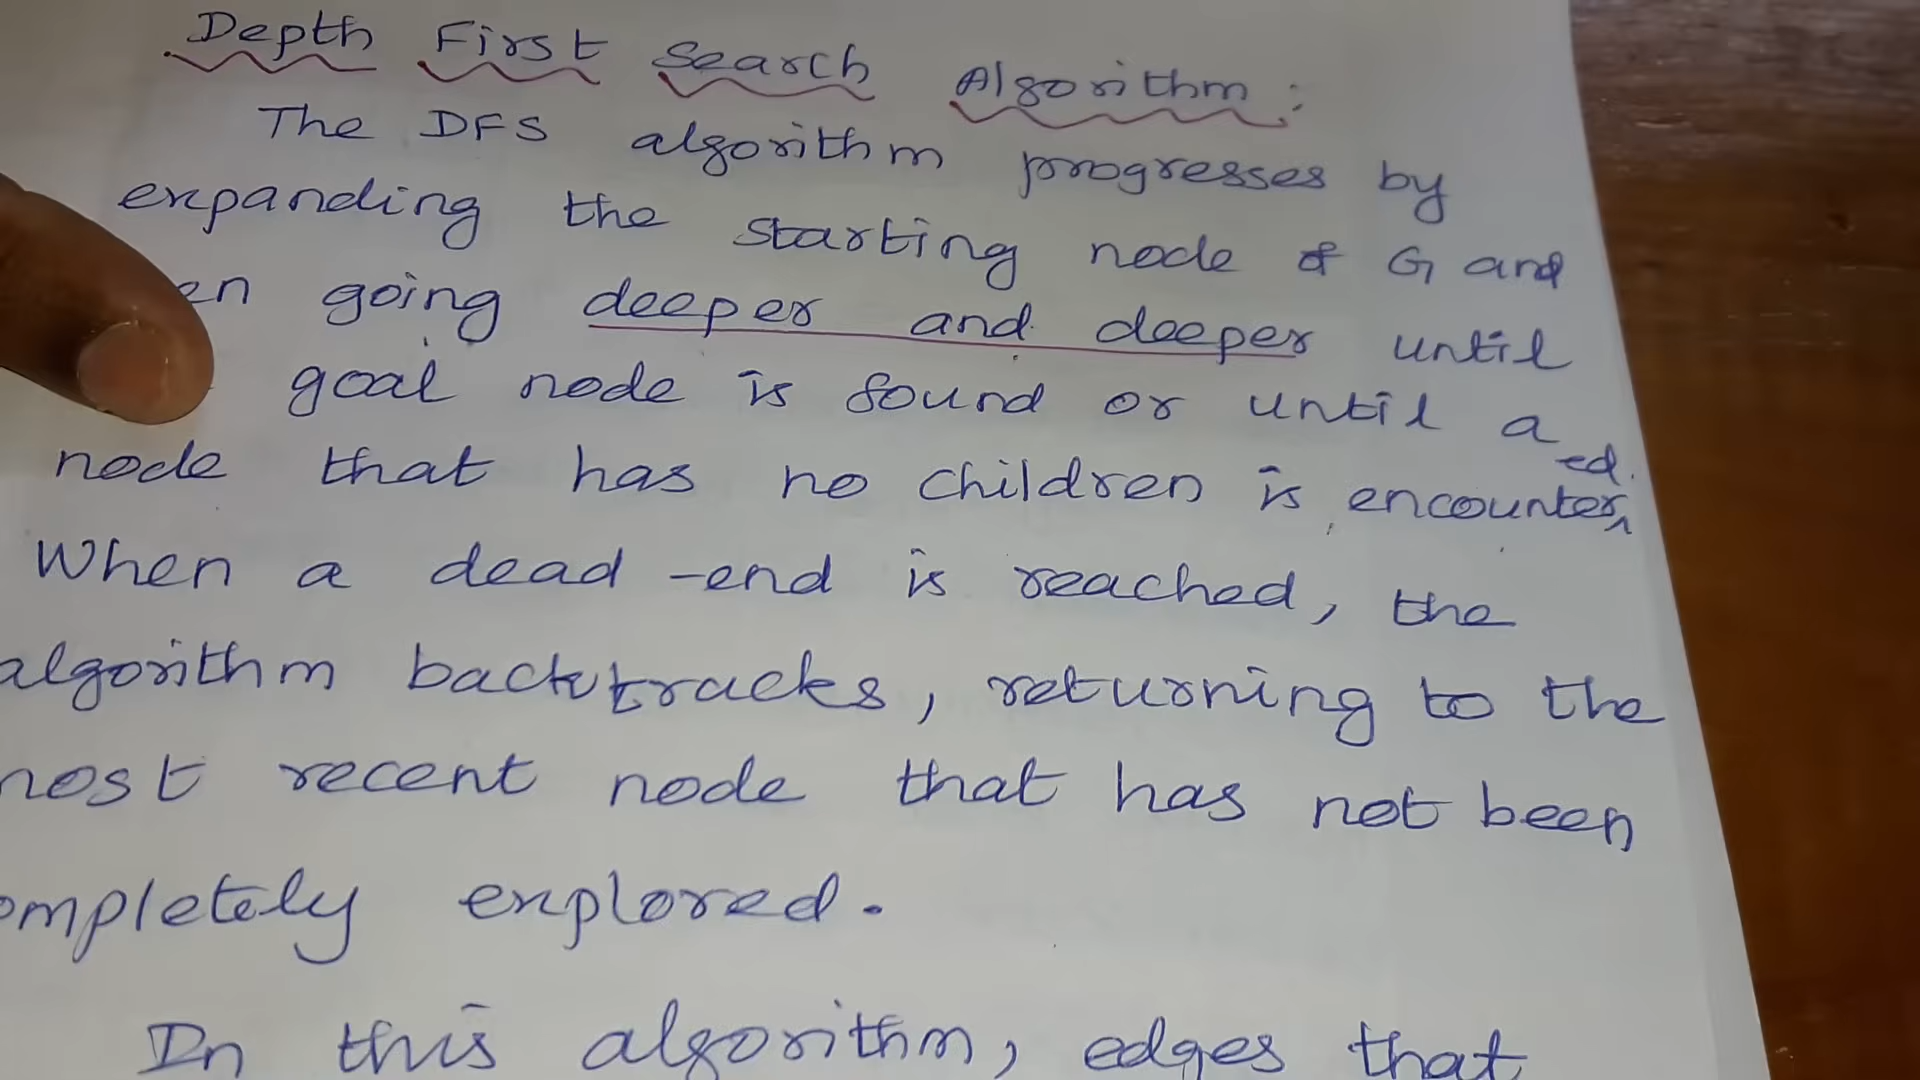 Depth First Search Algorithm:
The DFS algorithm progresses by
expanding the starting node of G and
en going deeper and deeper until
goal node is found or until a
node that has no children is encountered.
When a dead-end is reached, the
algorithm backtracks, returning to the
most recent node that has not been
ompletely explored.
In this algorithm, edges that